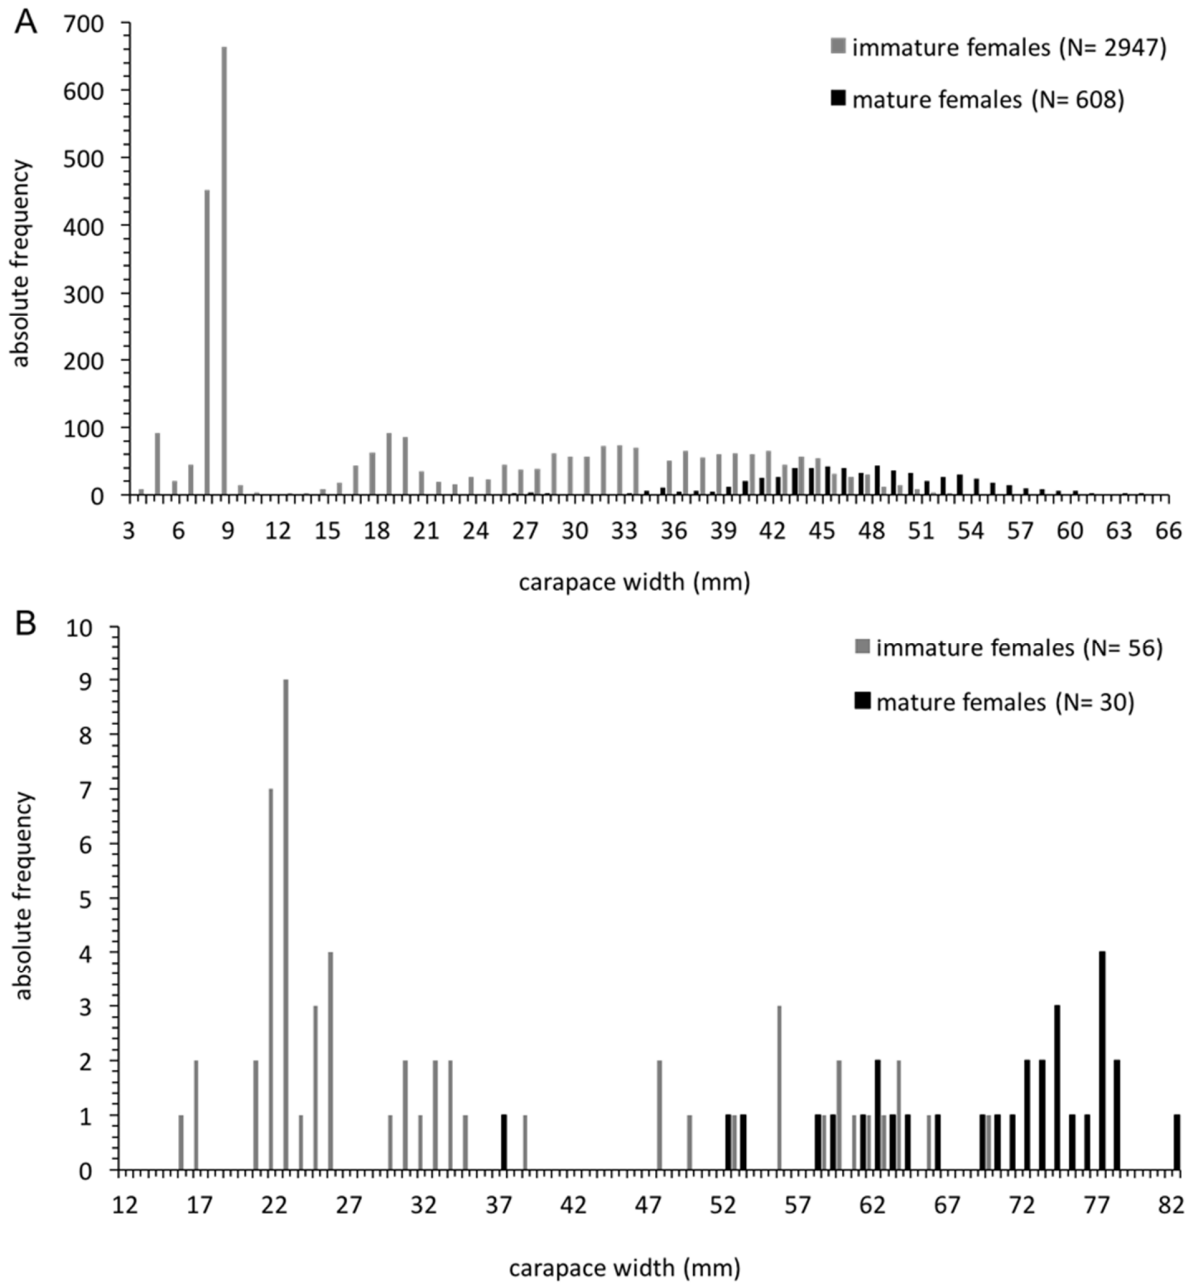 A
700
600
500
400
300
200
100
0
absolute frequency
immature females (N= 2947)
mature females (N= 608)
3 6 9 12 15 18 21 24 27 30 33 36 39 42 45 48 51 54 57 60 63 66
carapace width (mm)
B
10
9
8
7
6
5
4
3
2
1
0
absolute frequency
immature females (N= 56)
mature females (N= 30)
12 17 22 27 32 37 42 47 52 57 62 67 72 77 82
carapace width (mm)